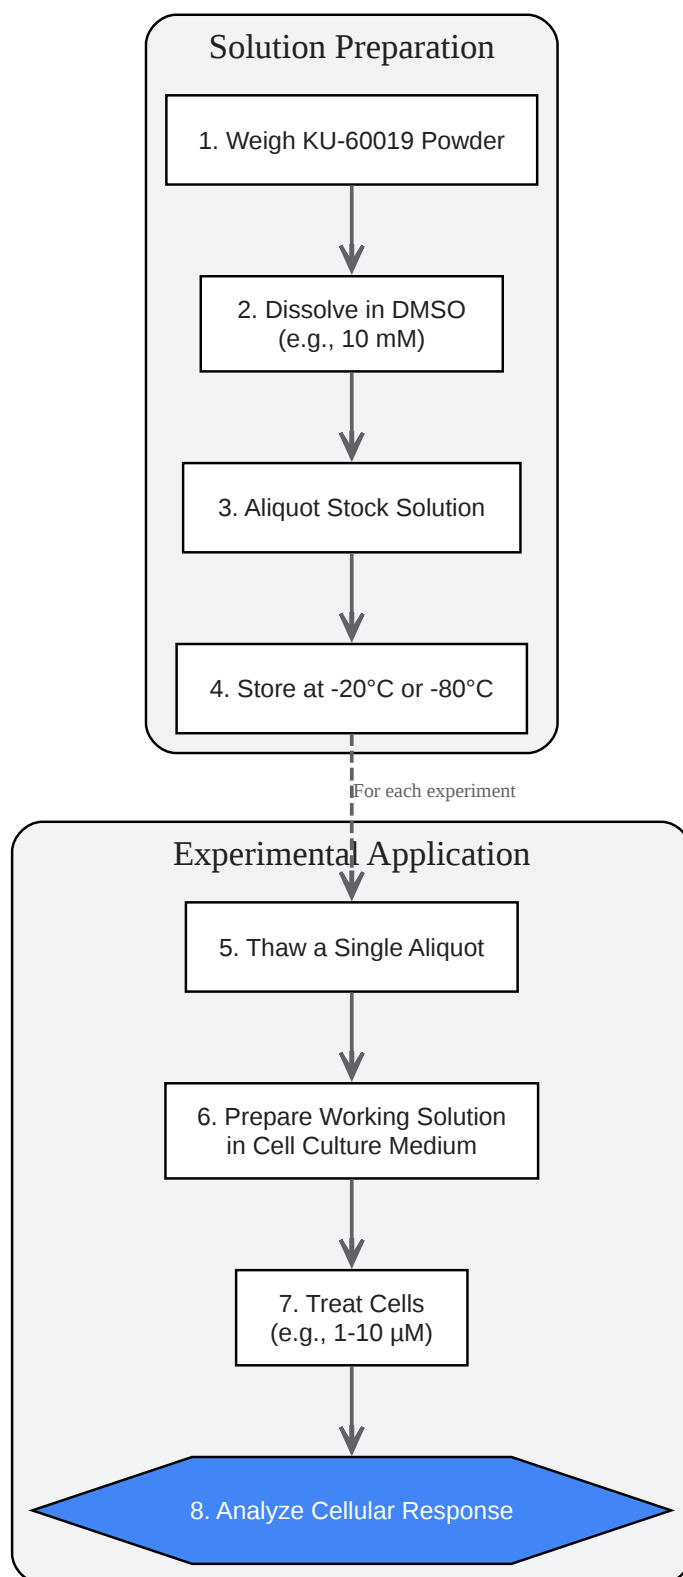 Solution Preparation
1. Weigh KU-60019 Powder
2. Dissolve in DMSO
(e.g., 10 mM)
3. Aliquot Stock Solution
4. Store at -20°C or -80°C
For each experiment
Experimental Application
5. Thaw a Single Aliquot
6. Prepare Working Solution
in Cell Culture Medium
7. Treat Cells
(e.g., 1-10 µM)
8. Analyze Cellular Response